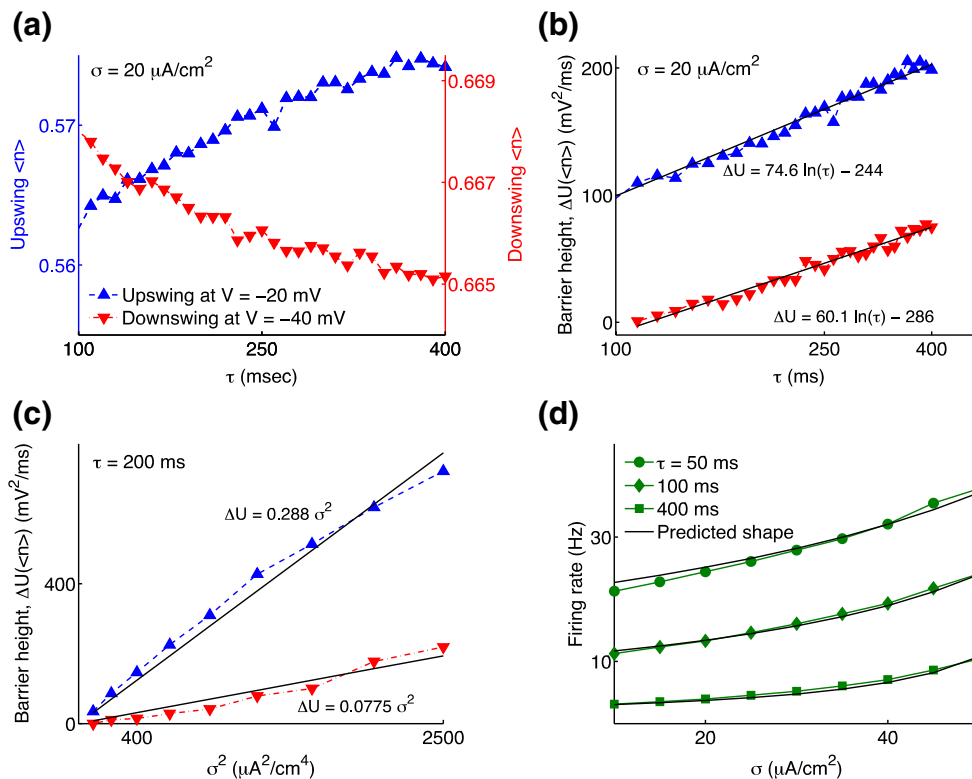 (a)
σ = 20 μA/cm²
Upswing <n>
0.57
0.56
Downswing <n>
0.669
0.667
0.665
Upswing at V = −20 mV
Downswing at V = −40 mV
100
250
400
τ (msec)
(b)
σ = 20 μA/cm²
Barrier height, ΔU(<n>) (mV²/ms)
200
100
0
ΔU = 74.6 ln(τ) − 244
ΔU = 60.1 ln(τ) − 286
100
250
400
τ (ms)
(c)
τ = 200 ms
Barrier height, ΔU(<n>) (mV²/ms)
400
0
ΔU = 0.288 σ²
ΔU = 0.0775 σ²
400
2500
σ² (μA²/cm⁴)
(d)
τ = 50 ms
100 ms
400 ms
Predicted shape
Firing rate (Hz)
30
10
20
40
σ (μA/cm²)